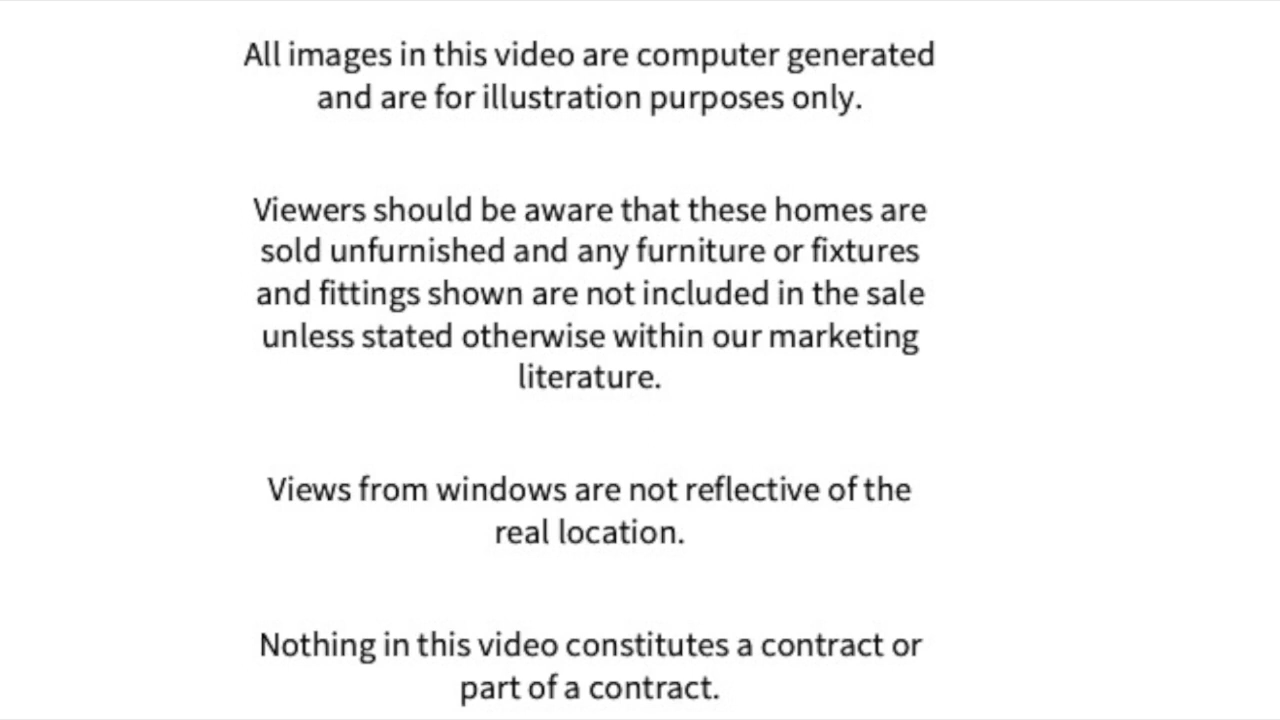 All images in this video are computer generated
and are for illustration purposes only.
Viewers should be aware that these homes are
sold unfurnished and any furniture or fixtures
and fittings shown are not included in the sale
unless stated otherwise within our marketing
literature.
Views from windows are not reflective of the
real location.
Nothing in this video constitutes a contract or
part of a contract.